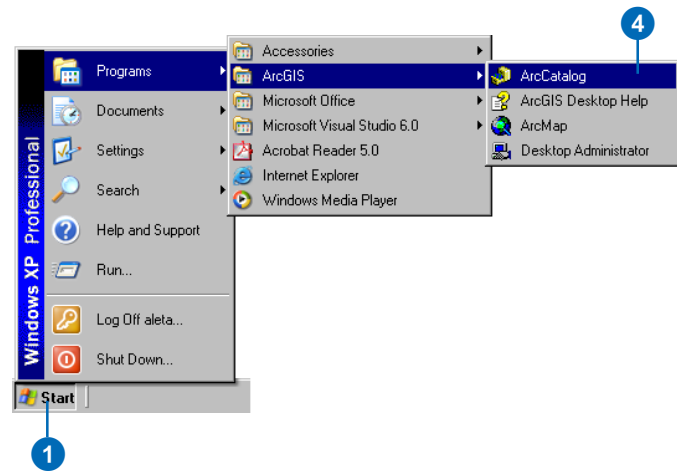 4
Programs
Documents
Settings
Search
Help and Support
Run...
Log Off aleta...
Shut Down...
Windows XP Professional
Start
1
Accessories
ArcGIS
Microsoft Office
Microsoft Visual Studio 6.0
Acrobat Reader 5.0
Internet Explorer
Windows Media Player
ArcCatalog
ArcGIS Desktop Help
ArcMap
Desktop Administrator